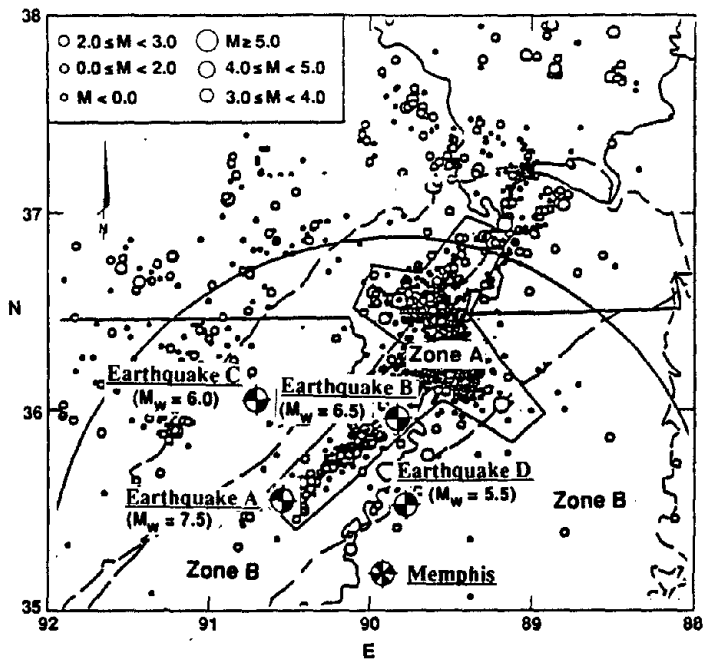 38
2.0 ≤ M < 3.0 M ≥ 5.0
0.0 ≤ M < 2.0 4.0 ≤ M < 5.0
M < 0.0 3.0 ≤ M < 4.0
N
37
N
Zone A
Earthquake C
(Mw = 6.0)
Earthquake B
(Mw = 6.5)
36
Earthquake D
(Mw = 5.5)
Earthquake A
(Mw = 7.5)
Zone B
Zone B
Memphis
35
92 91 90 89 88
E